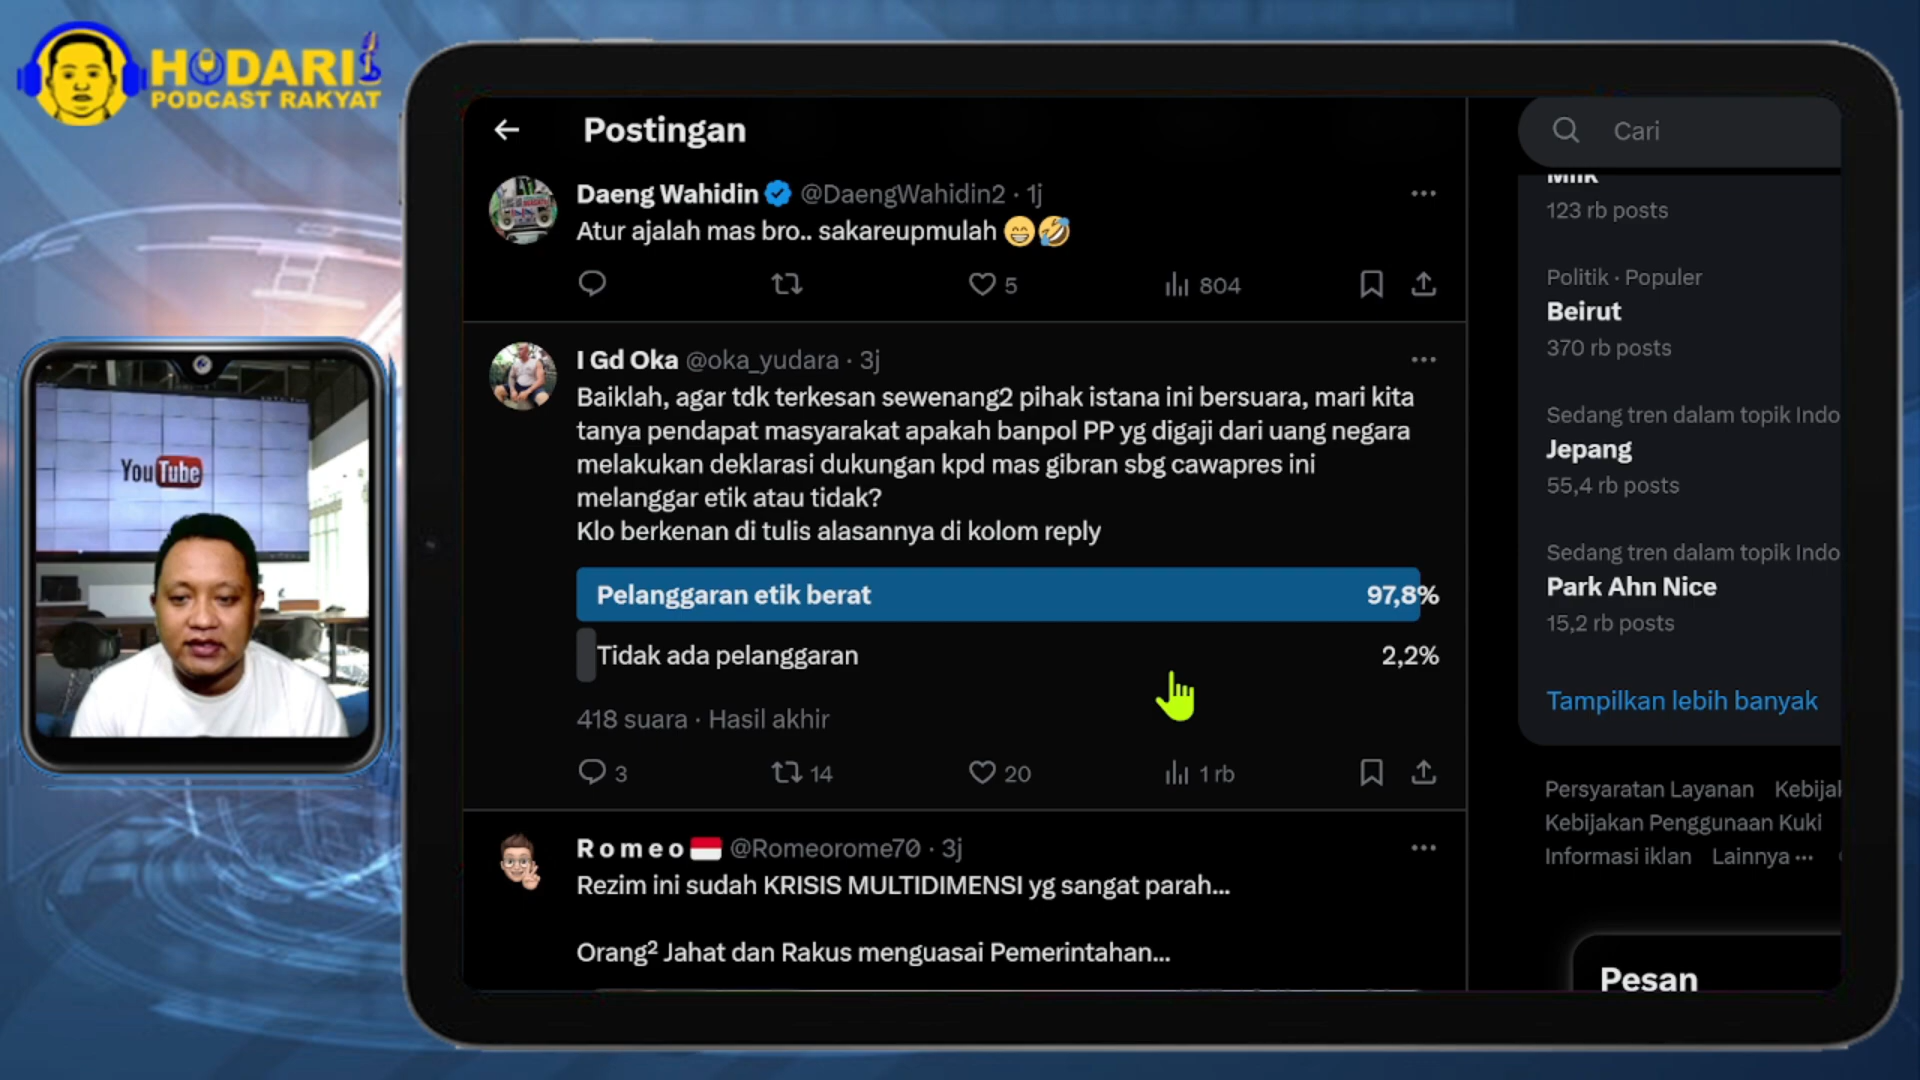 HODARI
PODCAST RAKYAT
YouTube
Postingan
Daeng Wahidin @DaengWahidin2 · 1j
Atur ajalah mas bro.. sakareupmulah 😁🤣
5
804
I Gd Oka @oka_yudara · 3j
Baiklah, agar tdk terkesan sewenang2 pihak istana ini bersuara, mari kita
tanya pendapat masyarakat apakah banpol PP yg digaji dari uang negara
melakukan deklarasi dukungan kpd mas gibran sbg cawapres ini
melanggar etik atau tidak?
Klo berkenan di tulis alasannya di kolom reply
Pelanggaran etik berat 97,8%
Tidak ada pelanggaran 2,2%
418 suara · Hasil akhir
3
14
20
1 rb
R o m e o 🇮🇩 @Romeorome70 · 3j
Rezim ini sudah KRISIS MULTIDIMENSI yg sangat parah...
Orang² Jahat dan Rakus menguasai Pemerintahan...
Cari
123 rb posts
Politik · Populer
Beirut
370 rb posts
Sedang tren dalam topik Indo
Jepang
55,4 rb posts
Sedang tren dalam topik Indo
Park Ahn Nice
15,2 rb posts
Tampilkan lebih banyak
Persyaratan Layanan Kebijak
Kebijakan Penggunaan Kuki
Informasi iklan Lainnya ···
Pesan